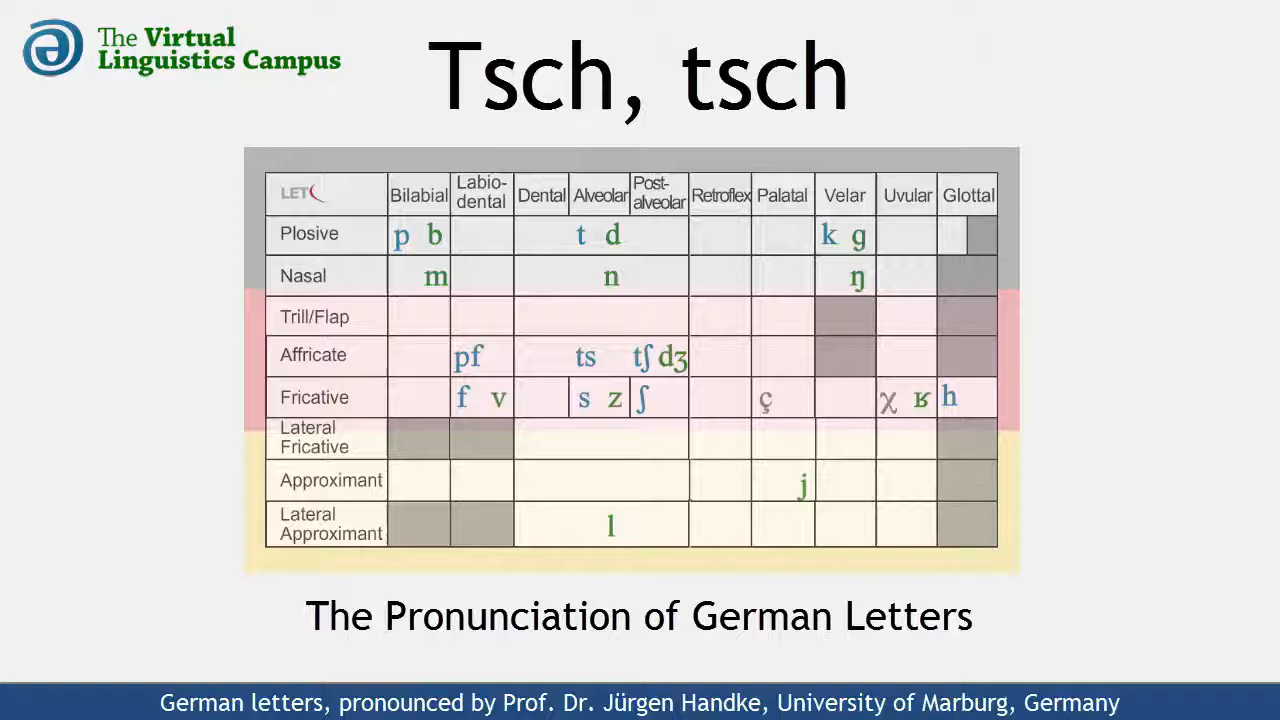 The Virtual
Linguistics Campus
Tsch, tsch
LET
Bilabial Labio-dental Dental Alveolar Post-alveolar Retroflex Palatal Velar Uvular Glottal
Plosive p b t d k g
Nasal m n ŋ
Trill/Flap
Affricate pf ts tʃ dʒ
Fricative f v s z ʃ ç χ ʁ h
Lateral
Fricative
Approximant j
Lateral
Approximant l
The Pronunciation of German Letters
German letters, pronounced by Prof. Dr. Jürgen Handke, University of Marburg, Germany